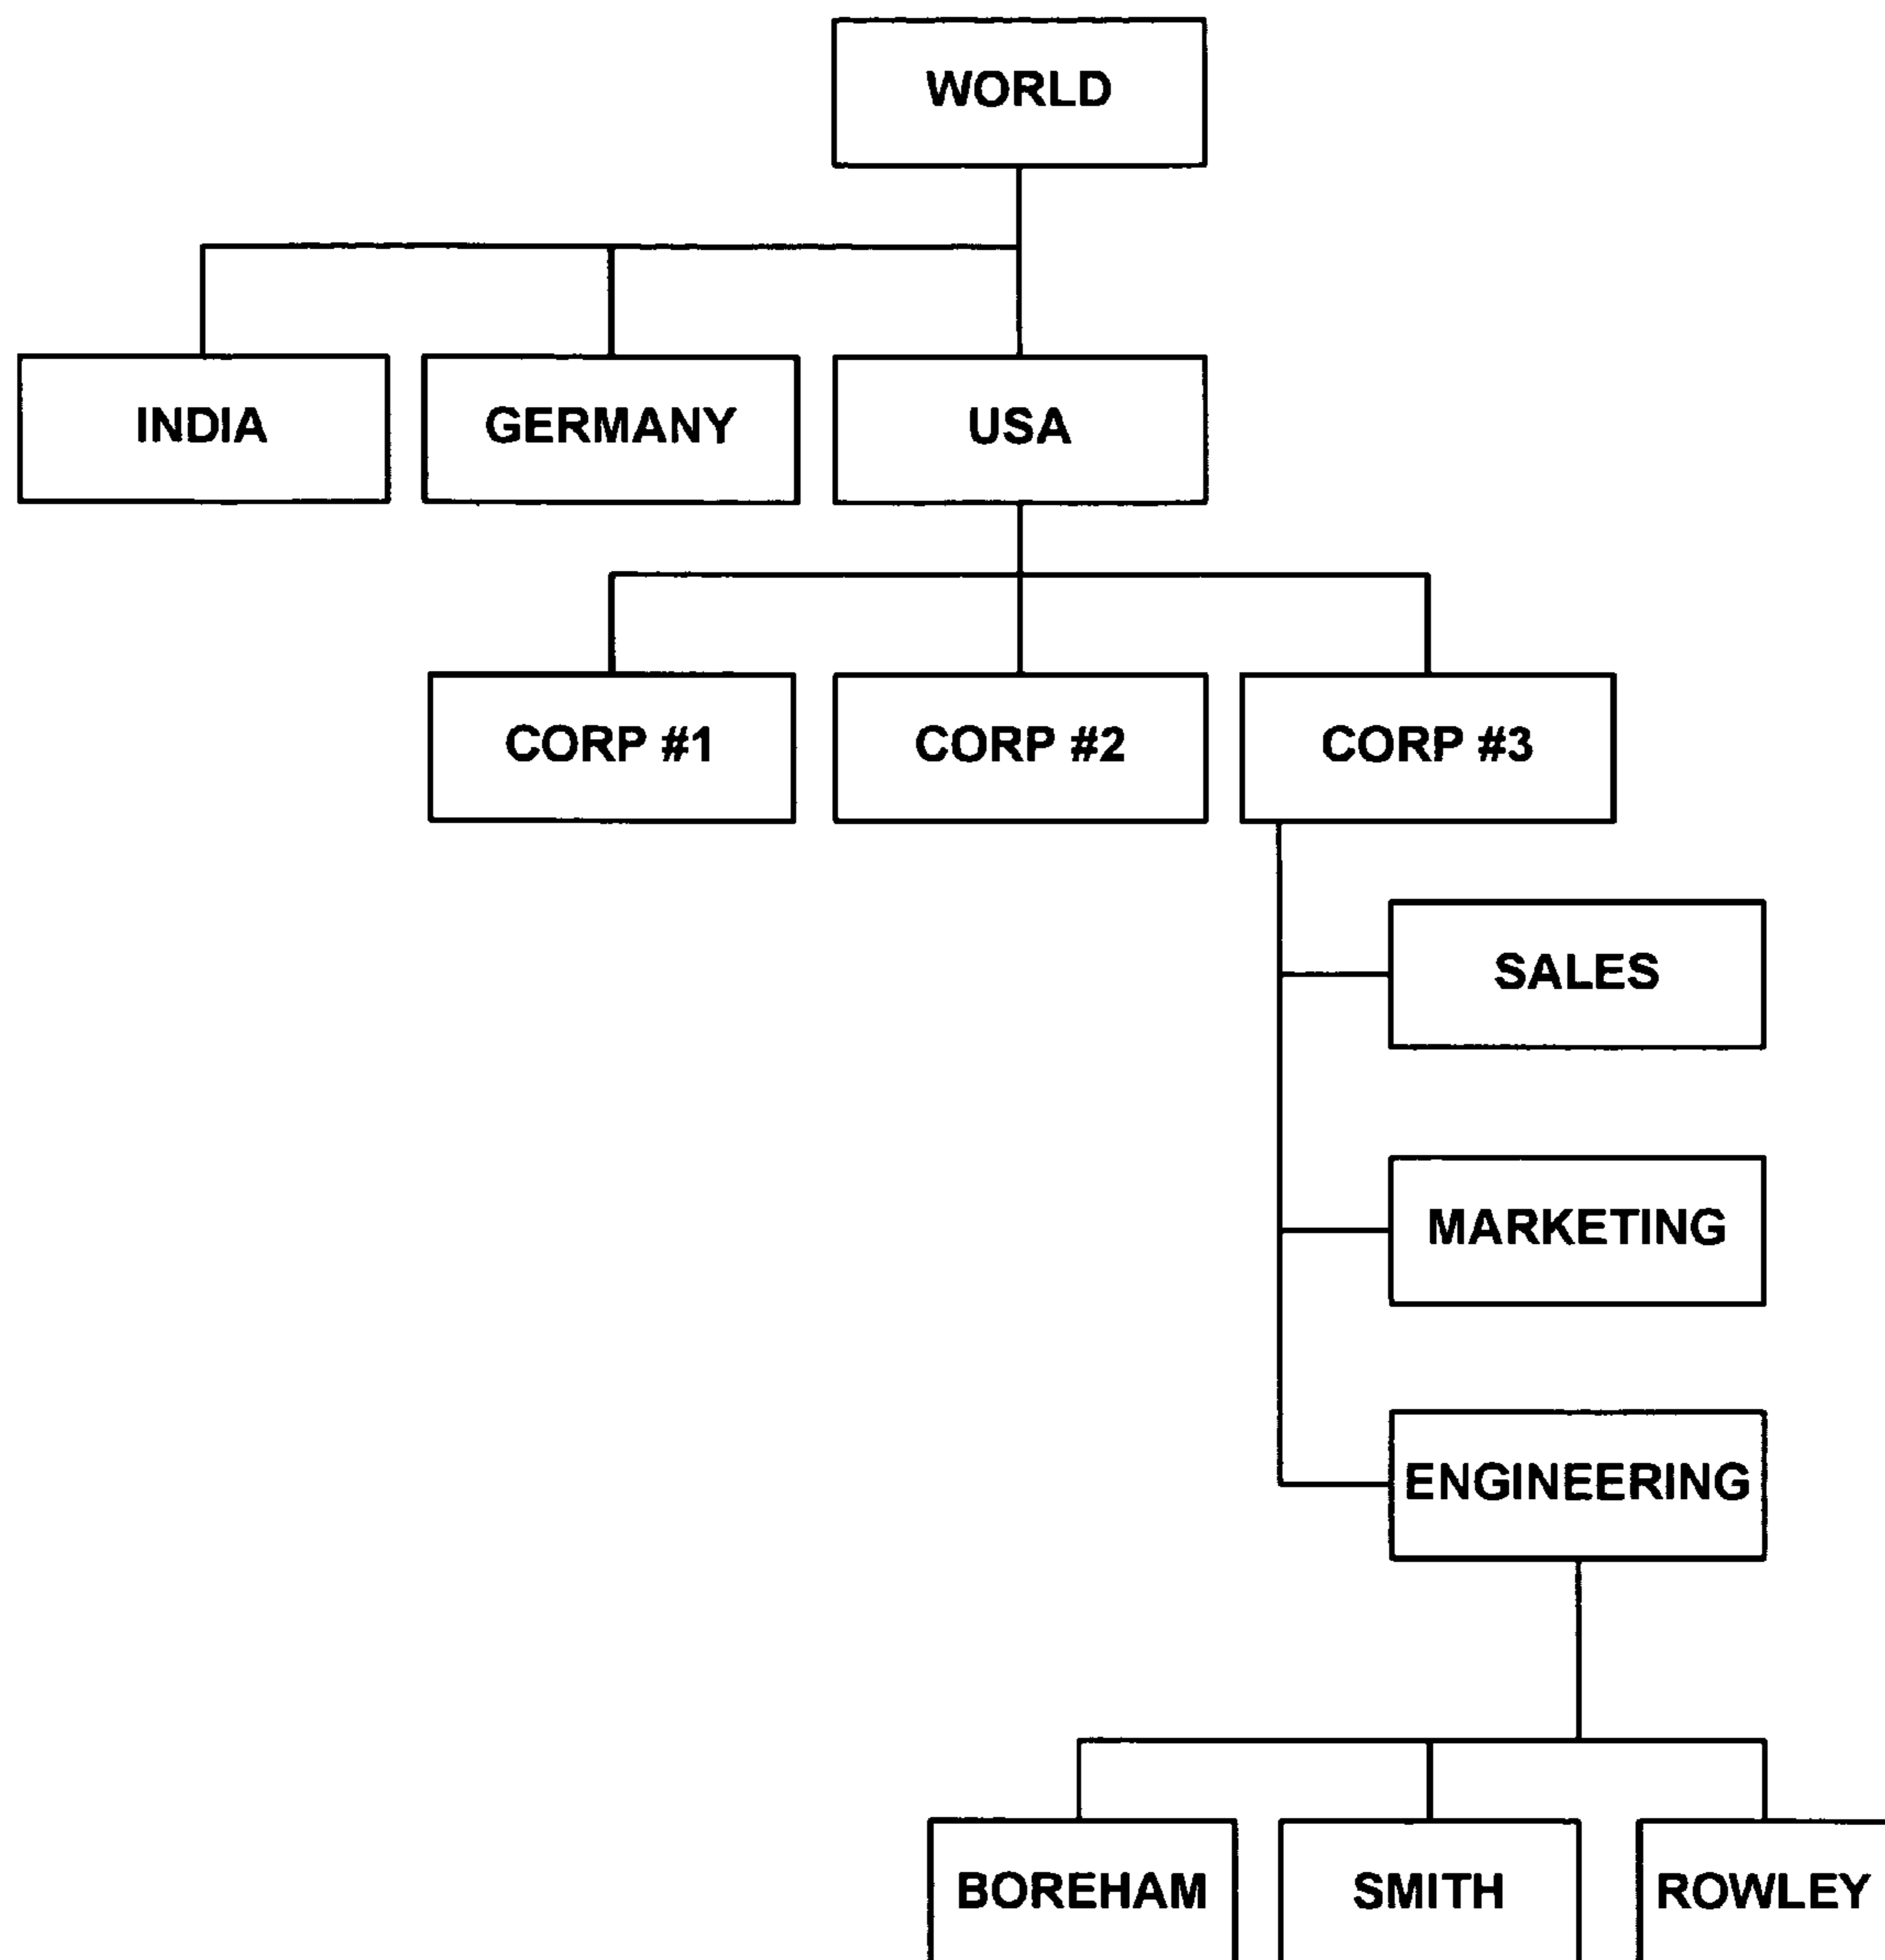 WORLD
INDIA
GERMANY
USA
CORP #1
CORP #2
CORP #3
SALES
MARKETING
ENGINEERING
BOREHAM
SMITH
ROWLEY